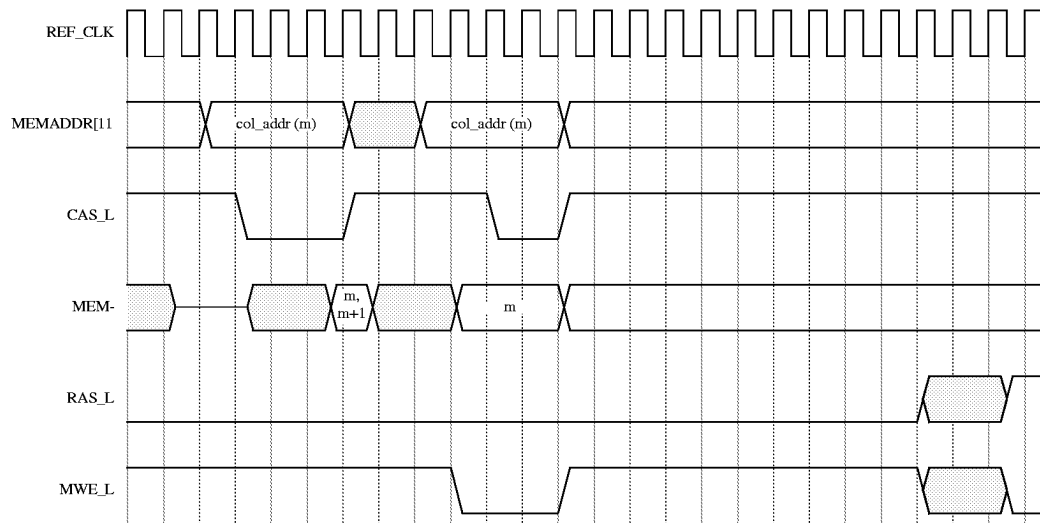 REF_CLK
MEMADDR[11
col_addr (m)
col_addr (m)
CAS_L
MEM-
m,
m+1
m
RAS_L
MWE_L